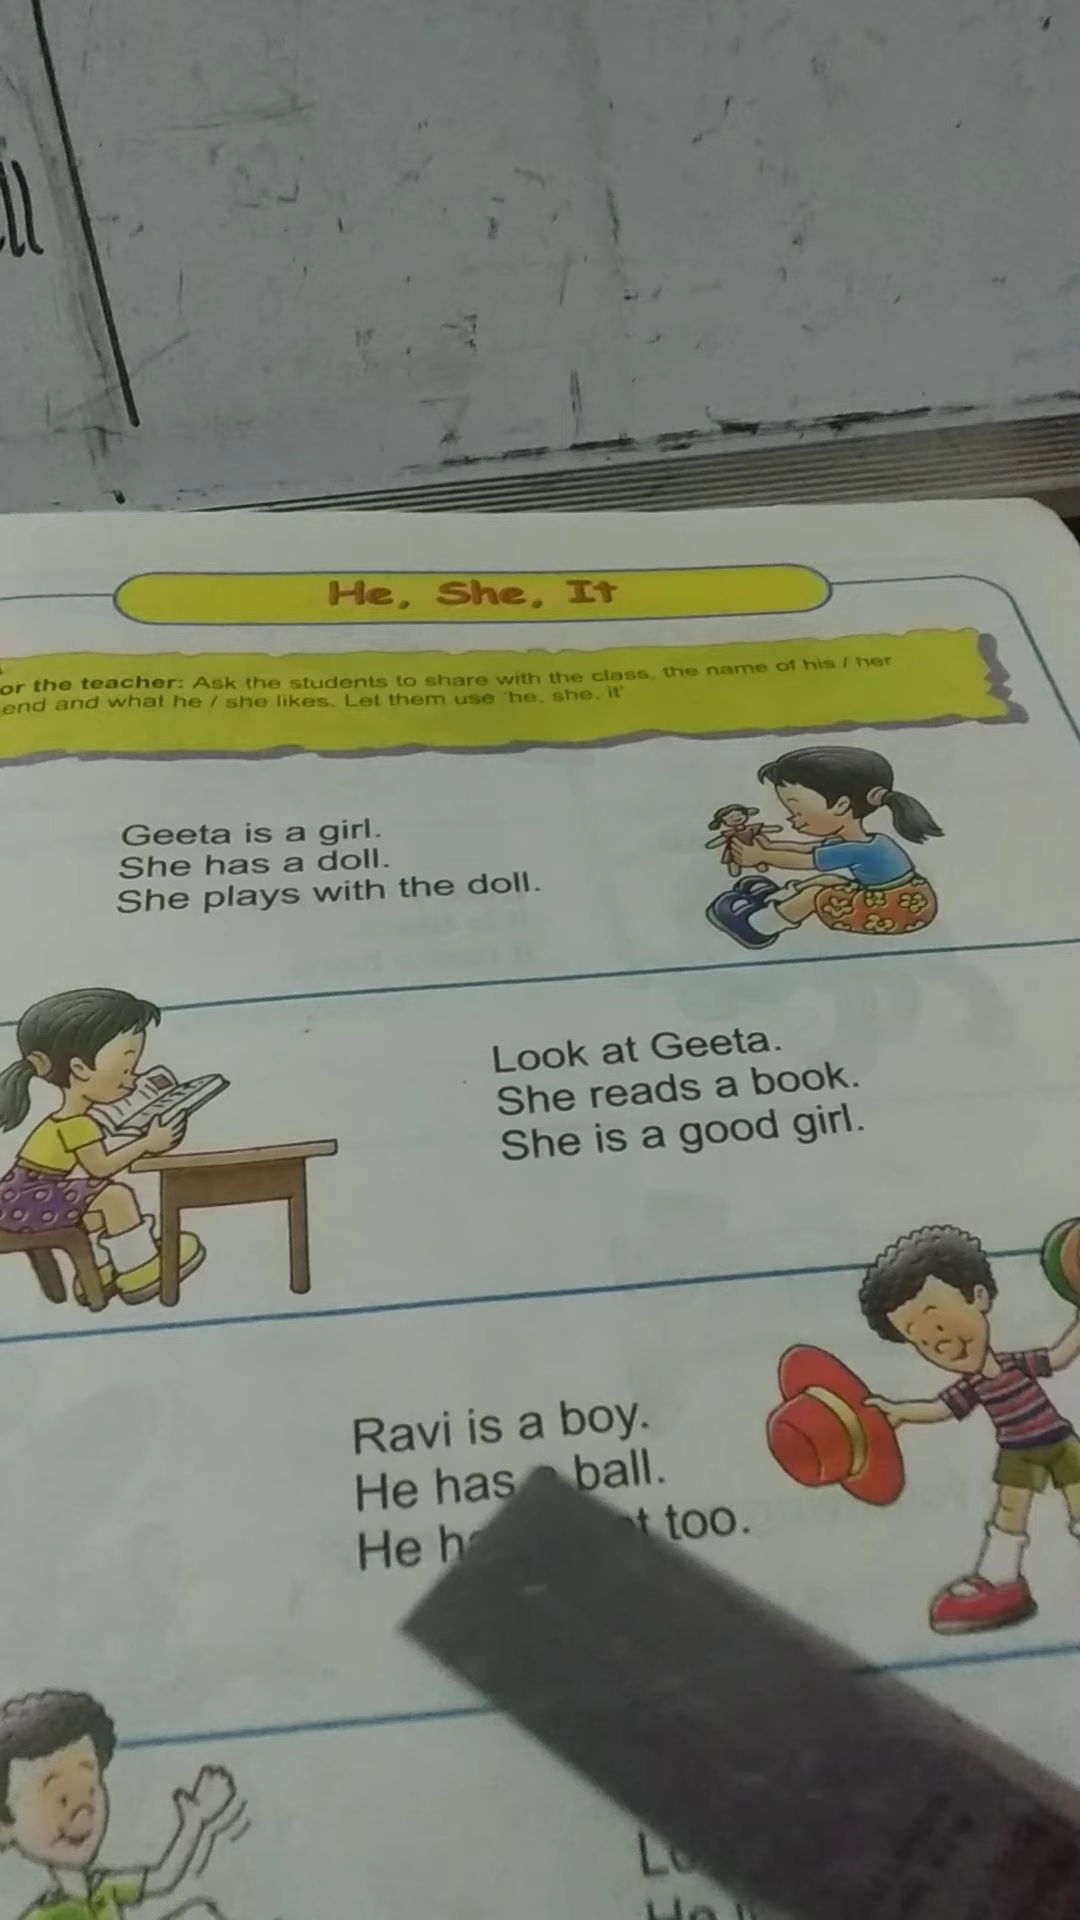 He, She, It
or the teacher: Ask the students to share with the class, the name of his / her
end and what he / she likes. Let them use 'he, she, it'
Geeta is a girl.
She has a doll.
She plays with the doll.
Look at Geeta.
She reads a book.
She is a good girl.
Ravi is a boy.
He has ball.
He too.